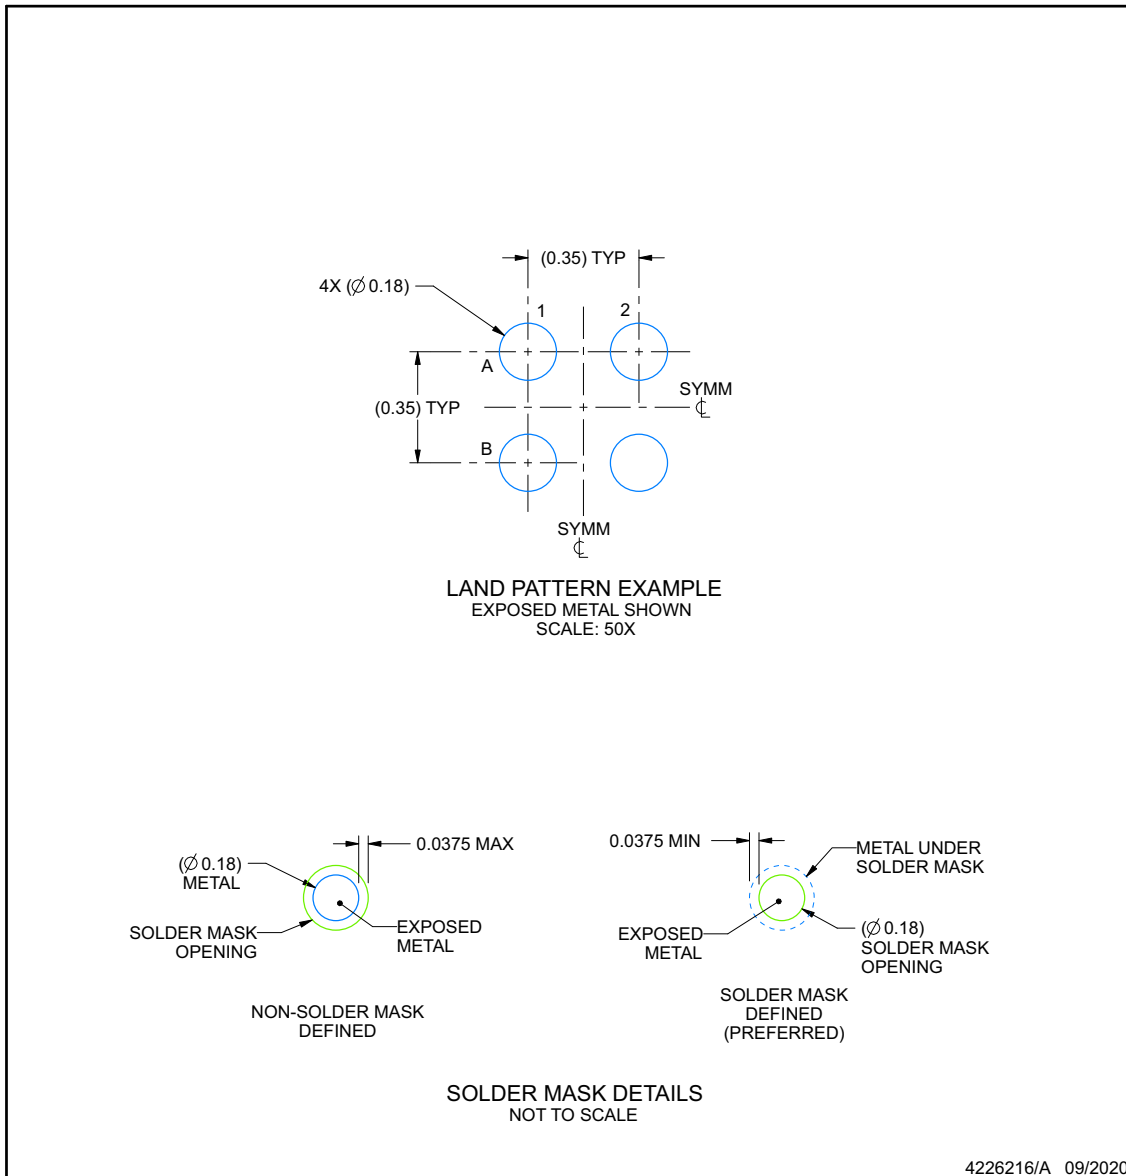 (0.35) TYP
4X (∅ 0.18)
1
2
A
SYMM
℄
(0.35) TYP
B
SYMM
℄
LAND PATTERN EXAMPLE
EXPOSED METAL SHOWN
SCALE: 50X
0.0375 MAX
(∅ 0.18)
METAL
SOLDER MASK
OPENING
EXPOSED
METAL
NON-SOLDER MASK
DEFINED
0.0375 MIN
METAL UNDER
SOLDER MASK
EXPOSED
METAL
(∅ 0.18)
SOLDER MASK
OPENING
SOLDER MASK
DEFINED
(PREFERRED)
SOLDER MASK DETAILS
NOT TO SCALE
4226216/A 09/2020